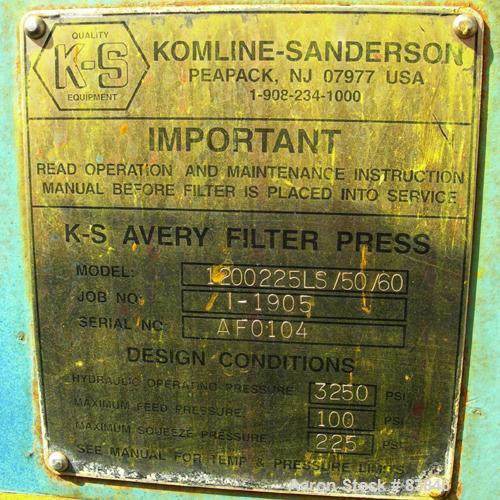 QUALITY
K-S
EQUIPMENT
KOMLINE-SANDERSON
PEAPACK, NJ 07977 USA
1-908-234-1000
IMPORTANT
READ OPERATION AND MAINTENANCE INSTRUCTION
MANUAL BEFORE FILTER IS PLACED INTO SERVICE
K-S AVERY FILTER PRESS
MODEL: 1200225LS/50/60
JOB NO: I-1905
SERIAL NO: AF0104
DESIGN CONDITIONS
HYDRAULIC OPERATING PRESSURE: 3250 PSI
MAXIMUM FEED PRESSURE: 100 PSI
MAXIMUM SQUEEZE PRESSURE: 225 PSI
SEE MANUAL FOR TEMP & PRESSURE LIMITS
Aaron Stock #